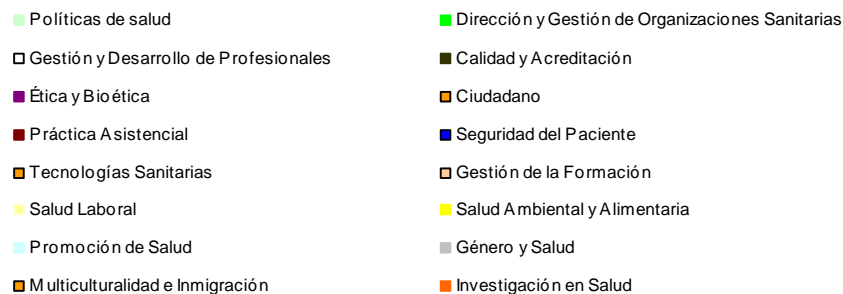 Políticas de salud
Dirección y Gestión de Organizaciones Sanitarias
Gestión y Desarrollo de Profesionales
Calidad y Acreditación
Ética y Bioética
Ciudadano
Práctica Asistencial
Seguridad del Paciente
Tecnologías Sanitarias
Gestión de la Formación
Salud Laboral
Salud Ambiental y Alimentaria
Promoción de Salud
Género y Salud
Multiculturalidad e Inmigración
Investigación en Salud